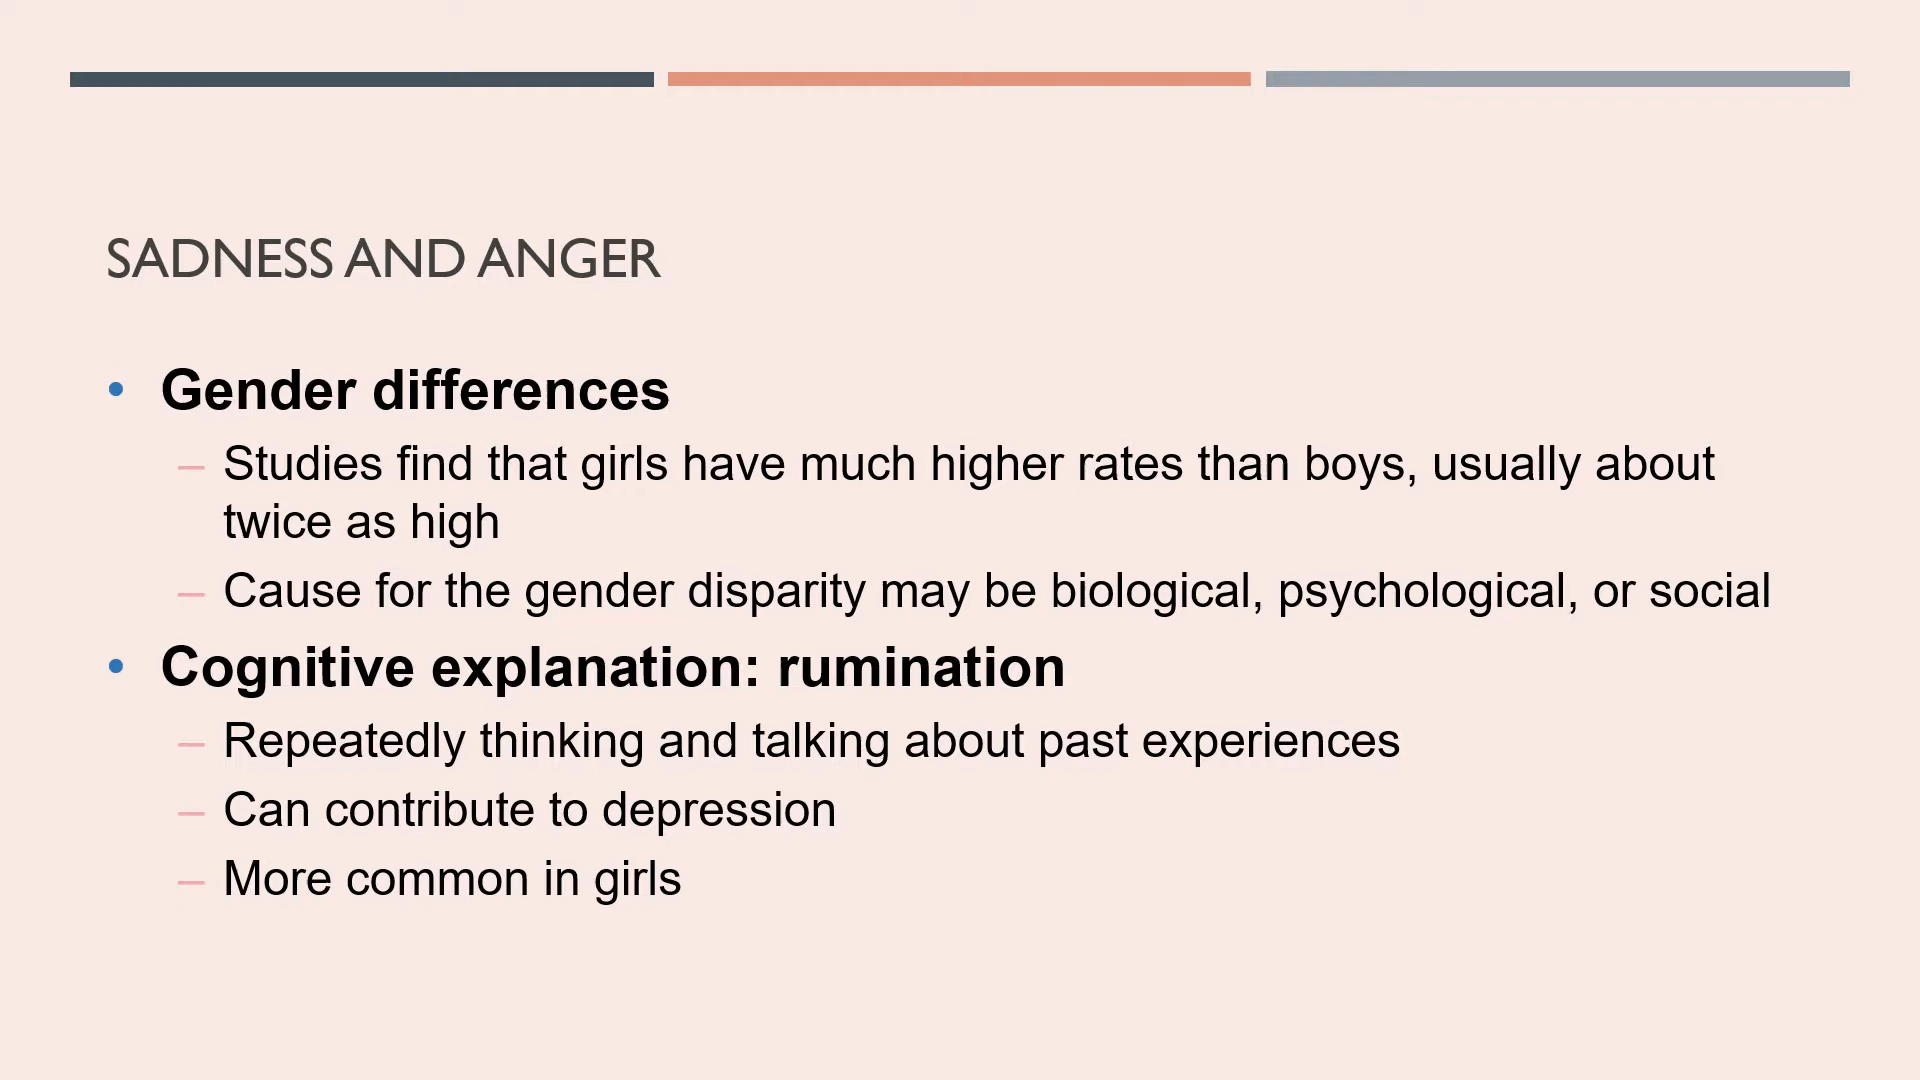 SADNESS AND ANGER
• Gender differences
– Studies find that girls have much higher rates than boys, usually about
twice as high
– Cause for the gender disparity may be biological, psychological, or social
• Cognitive explanation: rumination
– Repeatedly thinking and talking about past experiences
– Can contribute to depression
– More common in girls